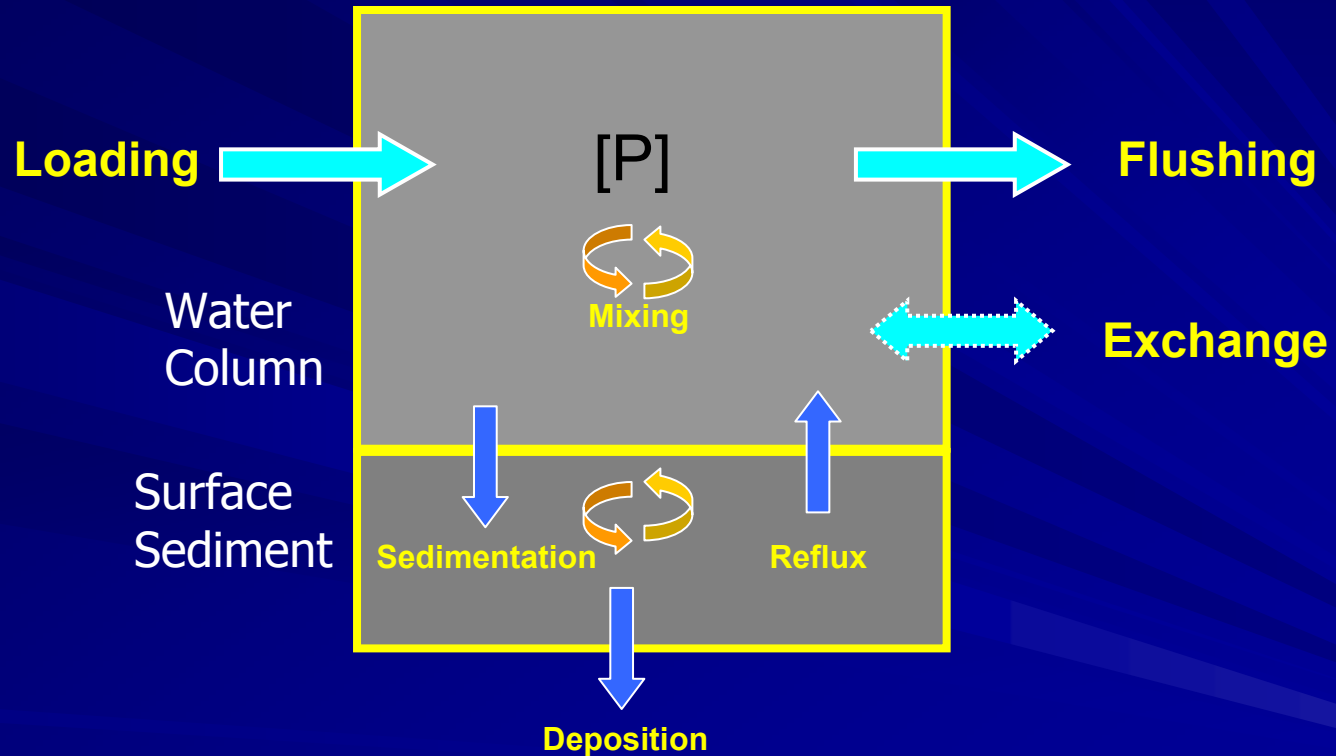 [P]
Loading
Flushing
Mixing
Water
Column
Exchange
Surface
Sediment
Sedimentation
Reflux
Deposition